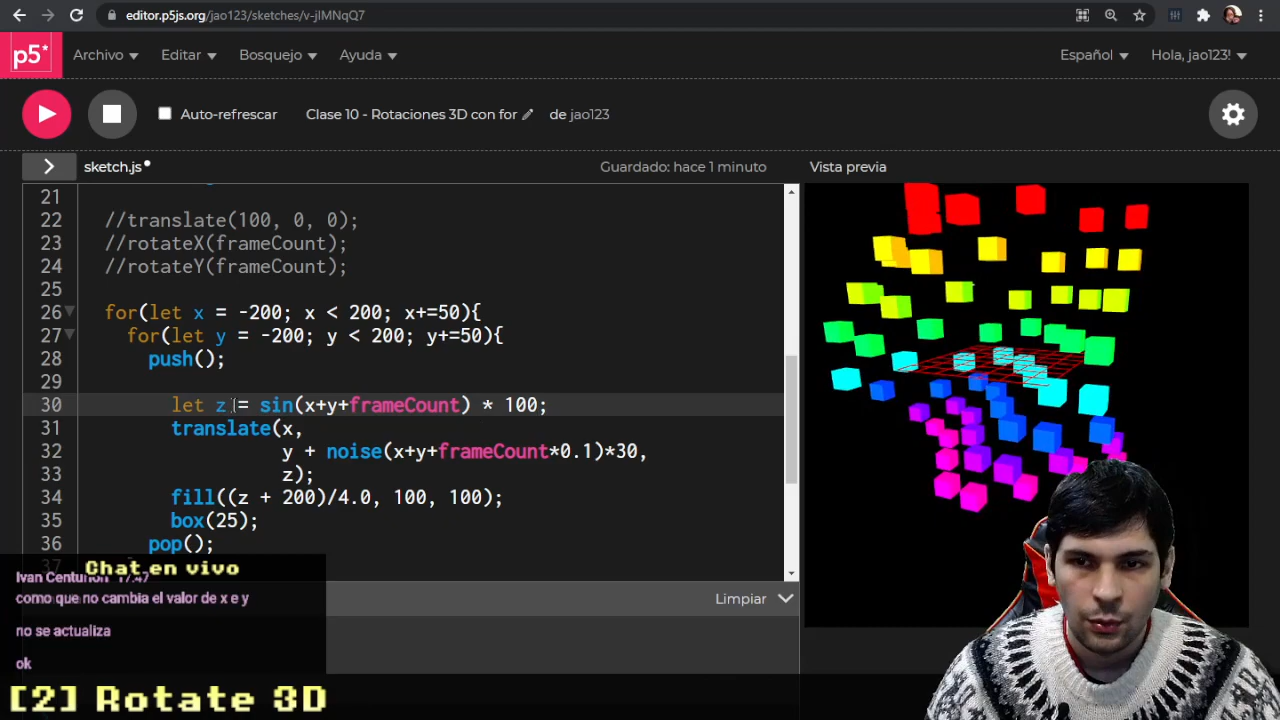 editor.p5js.org/jao123/sketches/v-jIMNqQ7
p5*
Archivo
Editar
Bosquejo
Ayuda
Español
Hola, jao123!
Auto-refrescar
Clase 10 - Rotaciones 3D con for
de jao123
sketch.js
Guardado: hace 1 minuto
Vista previa
21
22 //translate(100, 0, 0);
23 //rotateX(frameCount);
24 //rotateY(frameCount);
25
26 for(let x = -200; x < 200; x+=50){
27 for(let y = -200; y < 200; y+=50){
28 push();
29
30 let z = sin(x+y+frameCount) * 100;
31 translate(x,
32 y + noise(x+y+frameCount*0.1)*30,
33 z);
34 fill((z + 200)/4.0, 100, 100);
35 box(25);
36 pop();
37
Chat en vivo
Ivan Centurion 17:47
como que no cambia el valor de x e y
no se actualiza
ok
Limpiar
[2] Rotate 3D